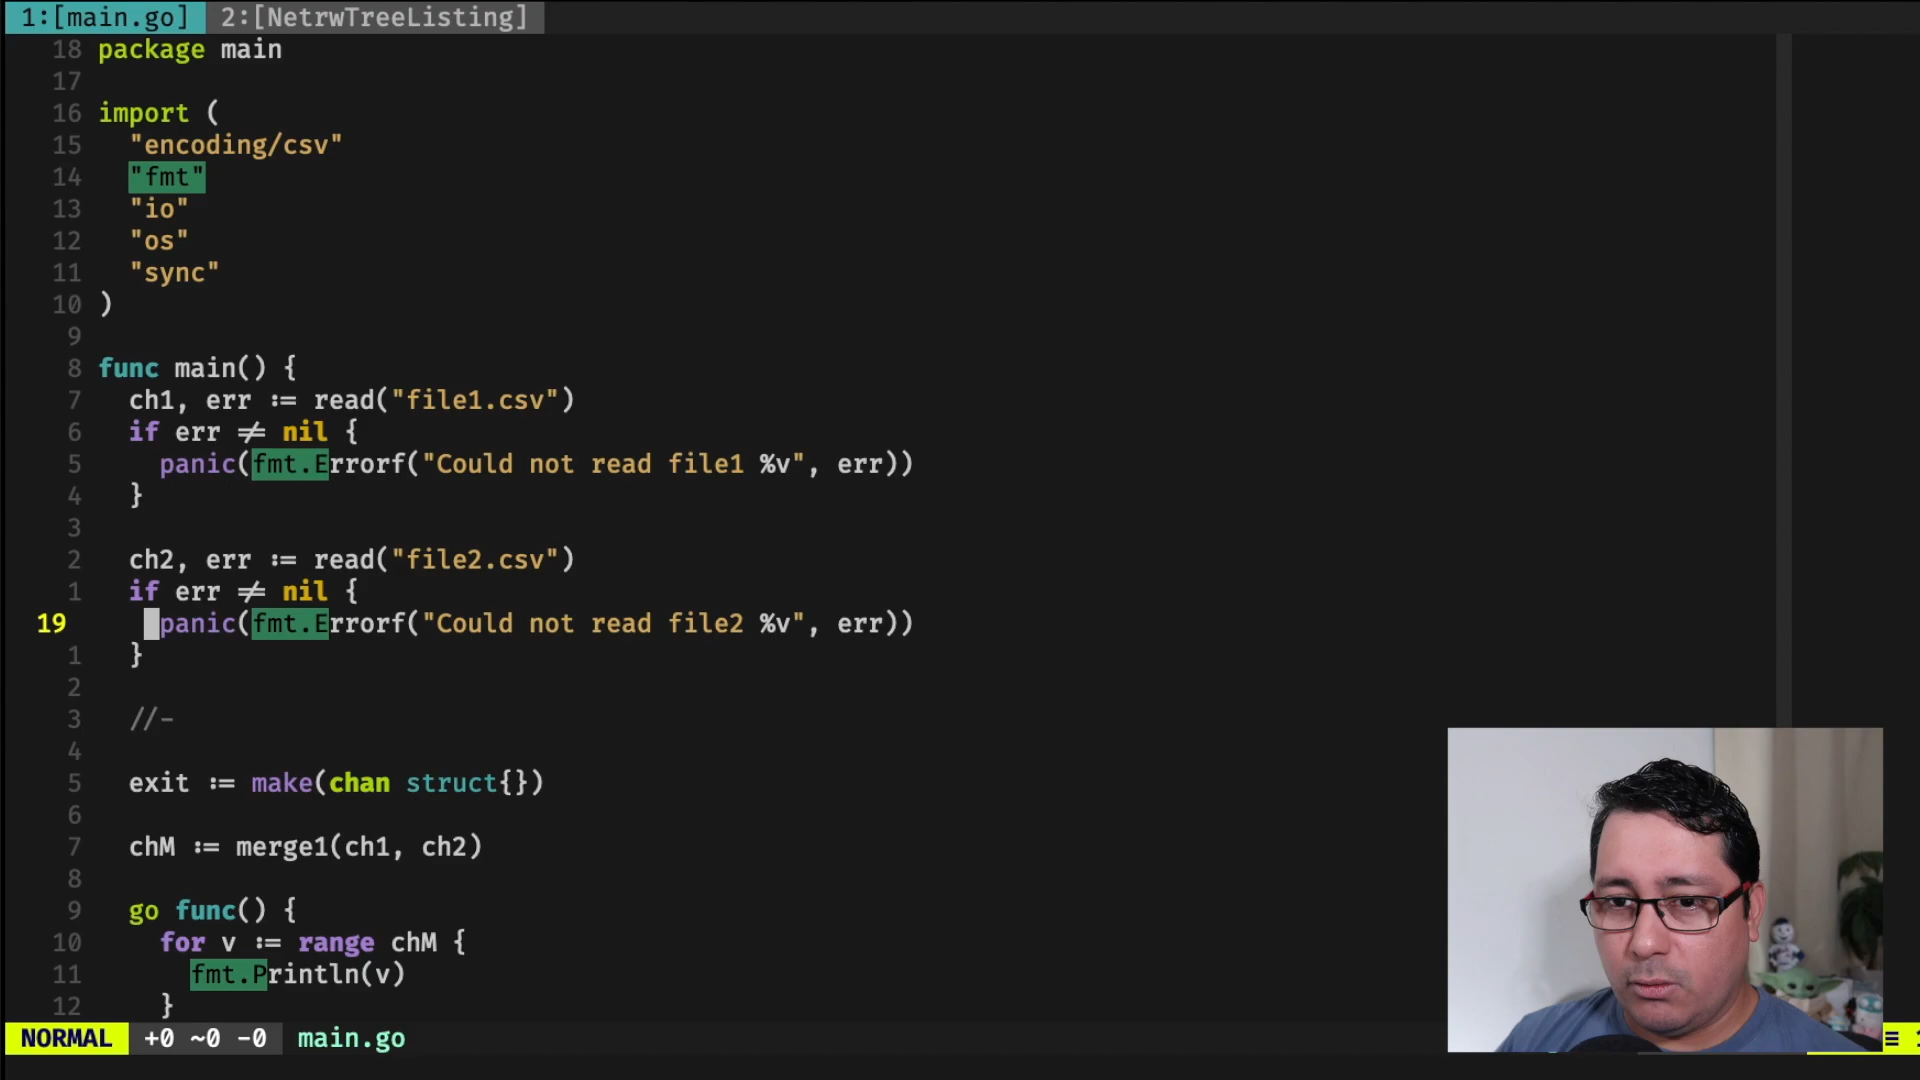 1:[main.go] 2:[NetrwTreeListing]
18 package main
17
16 import (
15 "encoding/csv"
14 "fmt"
13 "io"
12 "os"
11 "sync"
10 )
9
8 func main() {
7 ch1, err := read("file1.csv")
6 if err ≠ nil {
5 panic(fmt.Errorf("Could not read file1 %v", err))
4 }
3
2 ch2, err := read("file2.csv")
1 if err ≠ nil {
19 panic(fmt.Errorf("Could not read file2 %v", err))
1 }
2
3 //-
4
5 exit := make(chan struct{})
6
7 chM := merge1(ch1, ch2)
8
9 go func() {
10 for v := range chM {
11 fmt.Println(v)
12 }
NORMAL +0 ~0 -0 main.go